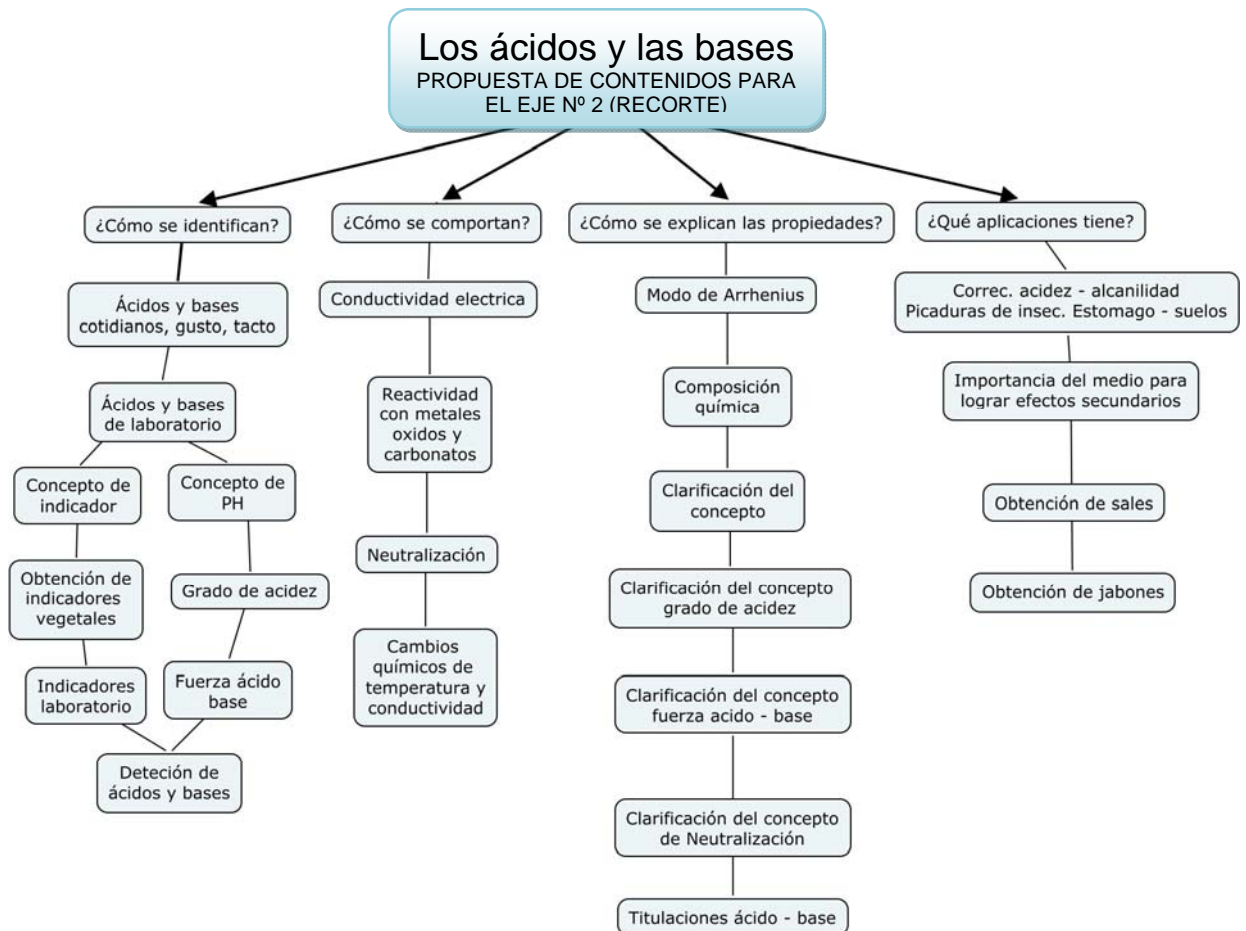 Los ácidos y las bases
PROPUESTA DE CONTENIDOS PARA
EL EJE Nº 2 (RECORTE)
¿Cómo se identifican?
Ácidos y bases
cotidianos, gusto, tacto
Ácidos y bases
de laboratorio
Concepto de
indicador
Obtención de
indicadores
vegetales
Indicadores
laboratorio
Concepto de
PH
Grado de acidez
Fuerza ácido
base
Deteción de
ácidos y bases
¿Cómo se comportan?
Conductividad electrica
Reactividad
con metales
oxidos y
carbonatos
Neutralización
Cambios
químicos de
temperatura y
conductividad
¿Cómo se explican las propiedades?
Modo de Arrhenius
Composición
química
Clarificación del
concepto
Clarificación del concepto
grado de acidez
Clarificación del concepto
fuerza acido - base
Clarificación del concepto
de Neutralización
Titulaciones ácido - base
¿Qué aplicaciones tiene?
Correc. acidez - alcanilidad
Picaduras de insec. Estomago - suelos
Importancia del medio para
lograr efectos secundarios
Obtención de sales
Obtención de jabones